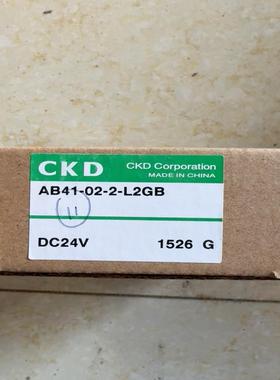 CKD CKD Corporation
MADE IN CHINA
AB41-02-2-L2GB
11
DC24V 1526 G